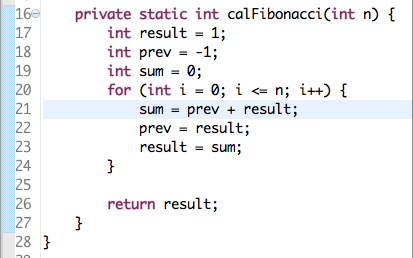 16 private static int calFibonacci(int n) {
17 int result = 1;
18 int prev = -1;
19 int sum = 0;
20 for (int i = 0; i <= n; i++) {
21 sum = prev + result;
22 prev = result;
23 result = sum;
24 }
25
26 return result;
27 }
28 }